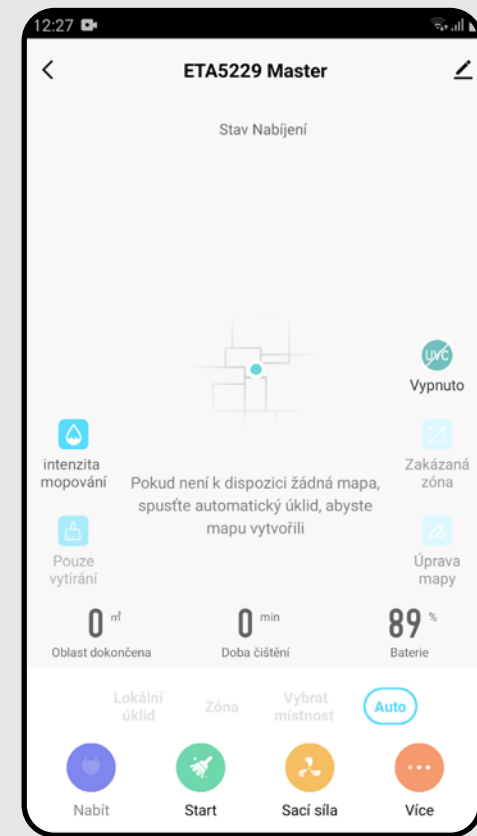 12:27
ETA5229 Master
Stav Nabíjení
UVC
Vypnuto
intenzita
mopování
Zakázaná
zóna
Pokud není k dispozici žádná mapa,
spusťte automatický úklid, abyste
mapu vytvořili
Pouze
vytírání
Úprava
mapy
0 ㎡
0 min
89 %
Oblast dokončena
Doba čištění
Baterie
Lokální
úklid
Zóna
Vybrat
místnost
Auto
Nabít
Start
Sací síla
Více